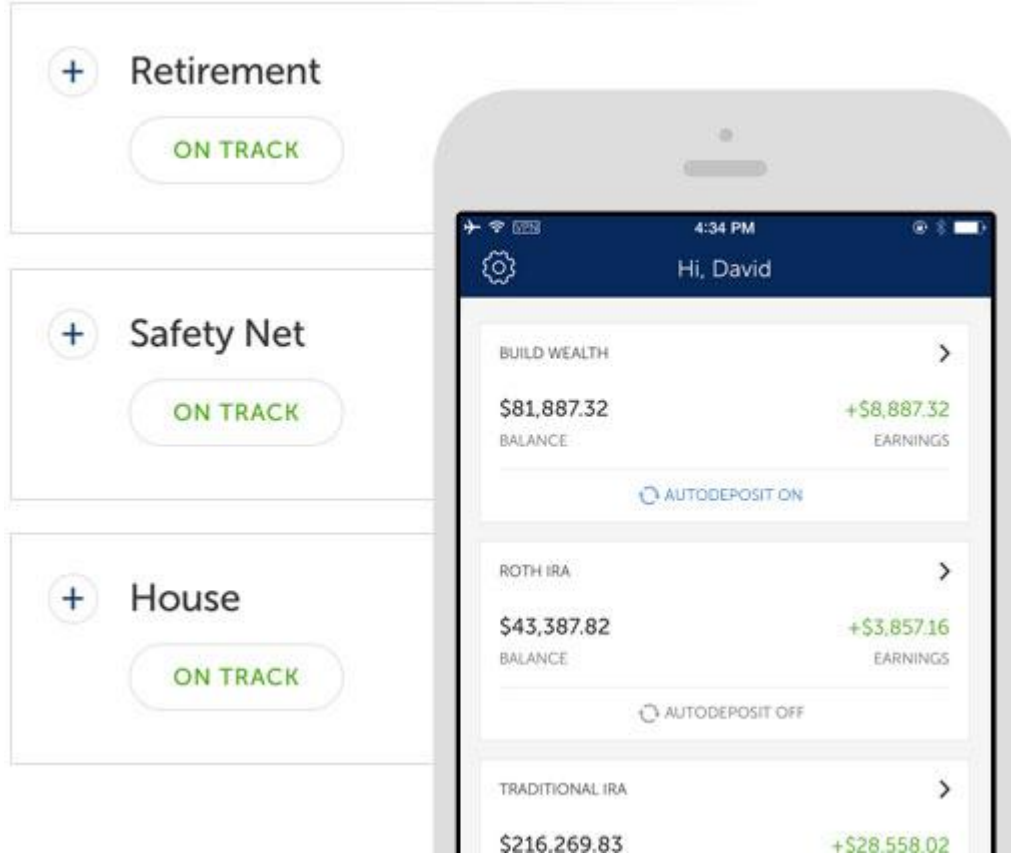 Retirement
ON TRACK
Safety Net
ON TRACK
House
ON TRACK
VPN 4:34 PM
Hi, David
BUILD WEALTH
$81,887.32 +$8,887.32
BALANCE EARNINGS
AUTODEPOSIT ON
ROTH IRA
$43,387.82 +$3,857.16
BALANCE EARNINGS
AUTODEPOSIT OFF
TRADITIONAL IRA
$216,269.83 +$28,558.02